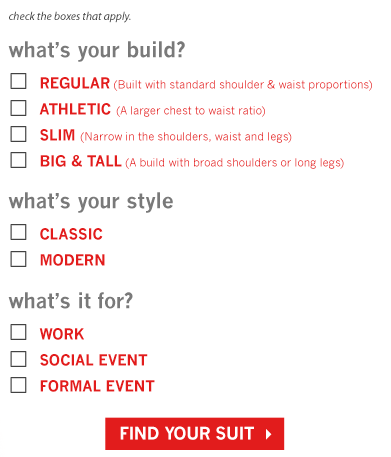 check the boxes that apply.
what's your build?
REGULAR (Built with standard shoulder & waist proportions)
ATHLETIC (A larger chest to waist ratio)
SLIM (Narrow in the shoulders, waist and legs)
BIG & TALL (A build with broad shoulders or long legs)
what's your style
CLASSIC
MODERN
what's it for?
WORK
SOCIAL EVENT
FORMAL EVENT
FIND YOUR SUIT